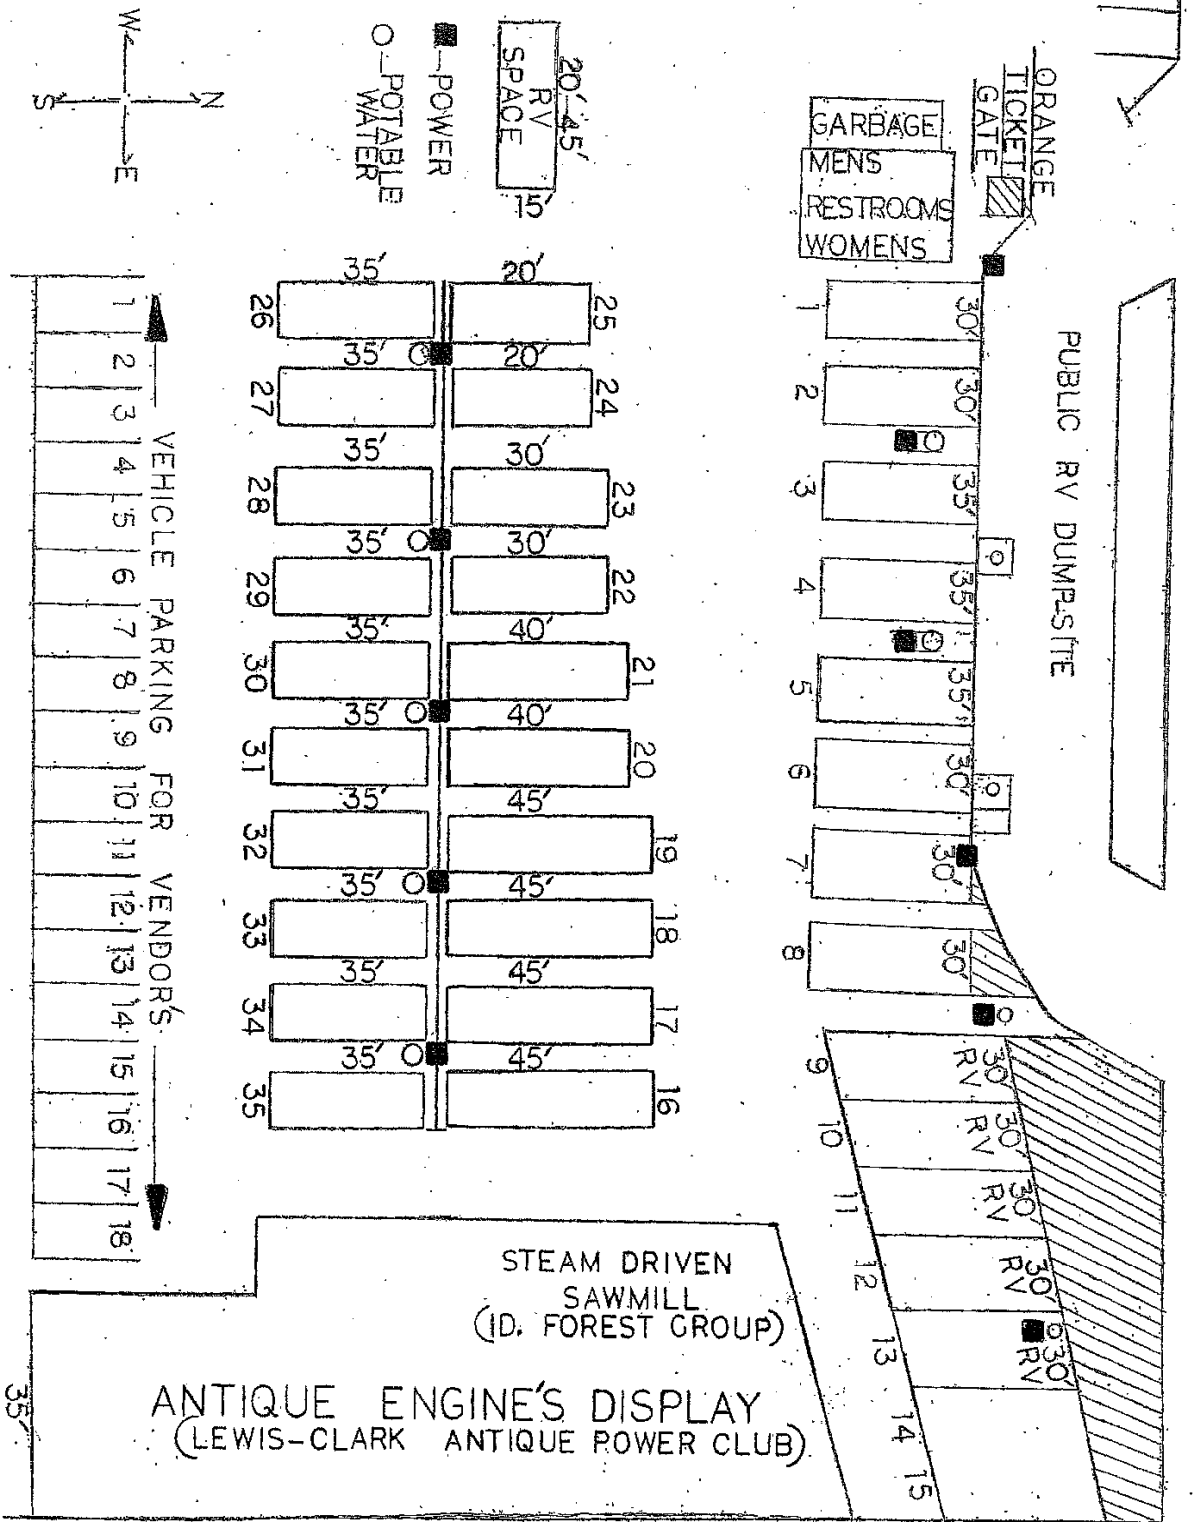 W
N
S
E
20'-45'
RV
SPACE
15'
■-POWER
○-POTABLE
WATER
ORANGE
TICKET
GATE
GARBAGE
MENS
RESTROOMS
WOMENS
PUBLIC RV DUMP-SITE
1 2 3 4 5 6 7 8 9 10 11 12 13 14 15
30' 30' 35' 35' 35' 30' 30' 30' 30' 30' 30' 30' 30'
RV RV RV RV RV
25 24 23 22 21 20 19 18 17 16
20' 20' 30' 30' 40' 40' 45' 45' 45' 45'
35' 35' 35' 35' 35' 35' 35' 35' 35' 35'
26 27 28 29 30 31 32 33 34 35
VEHICLE PARKING FOR VENDOR'S
1 2 3 4 5 6 7 8 9 10 11 12 13 14 15 16 17 18
STEAM DRIVEN
SAWMILL
(ID. FOREST GROUP)
ANTIQUE ENGINE'S DISPLAY
(LEWIS-CLARK ANTIQUE POWER CLUB)
35'